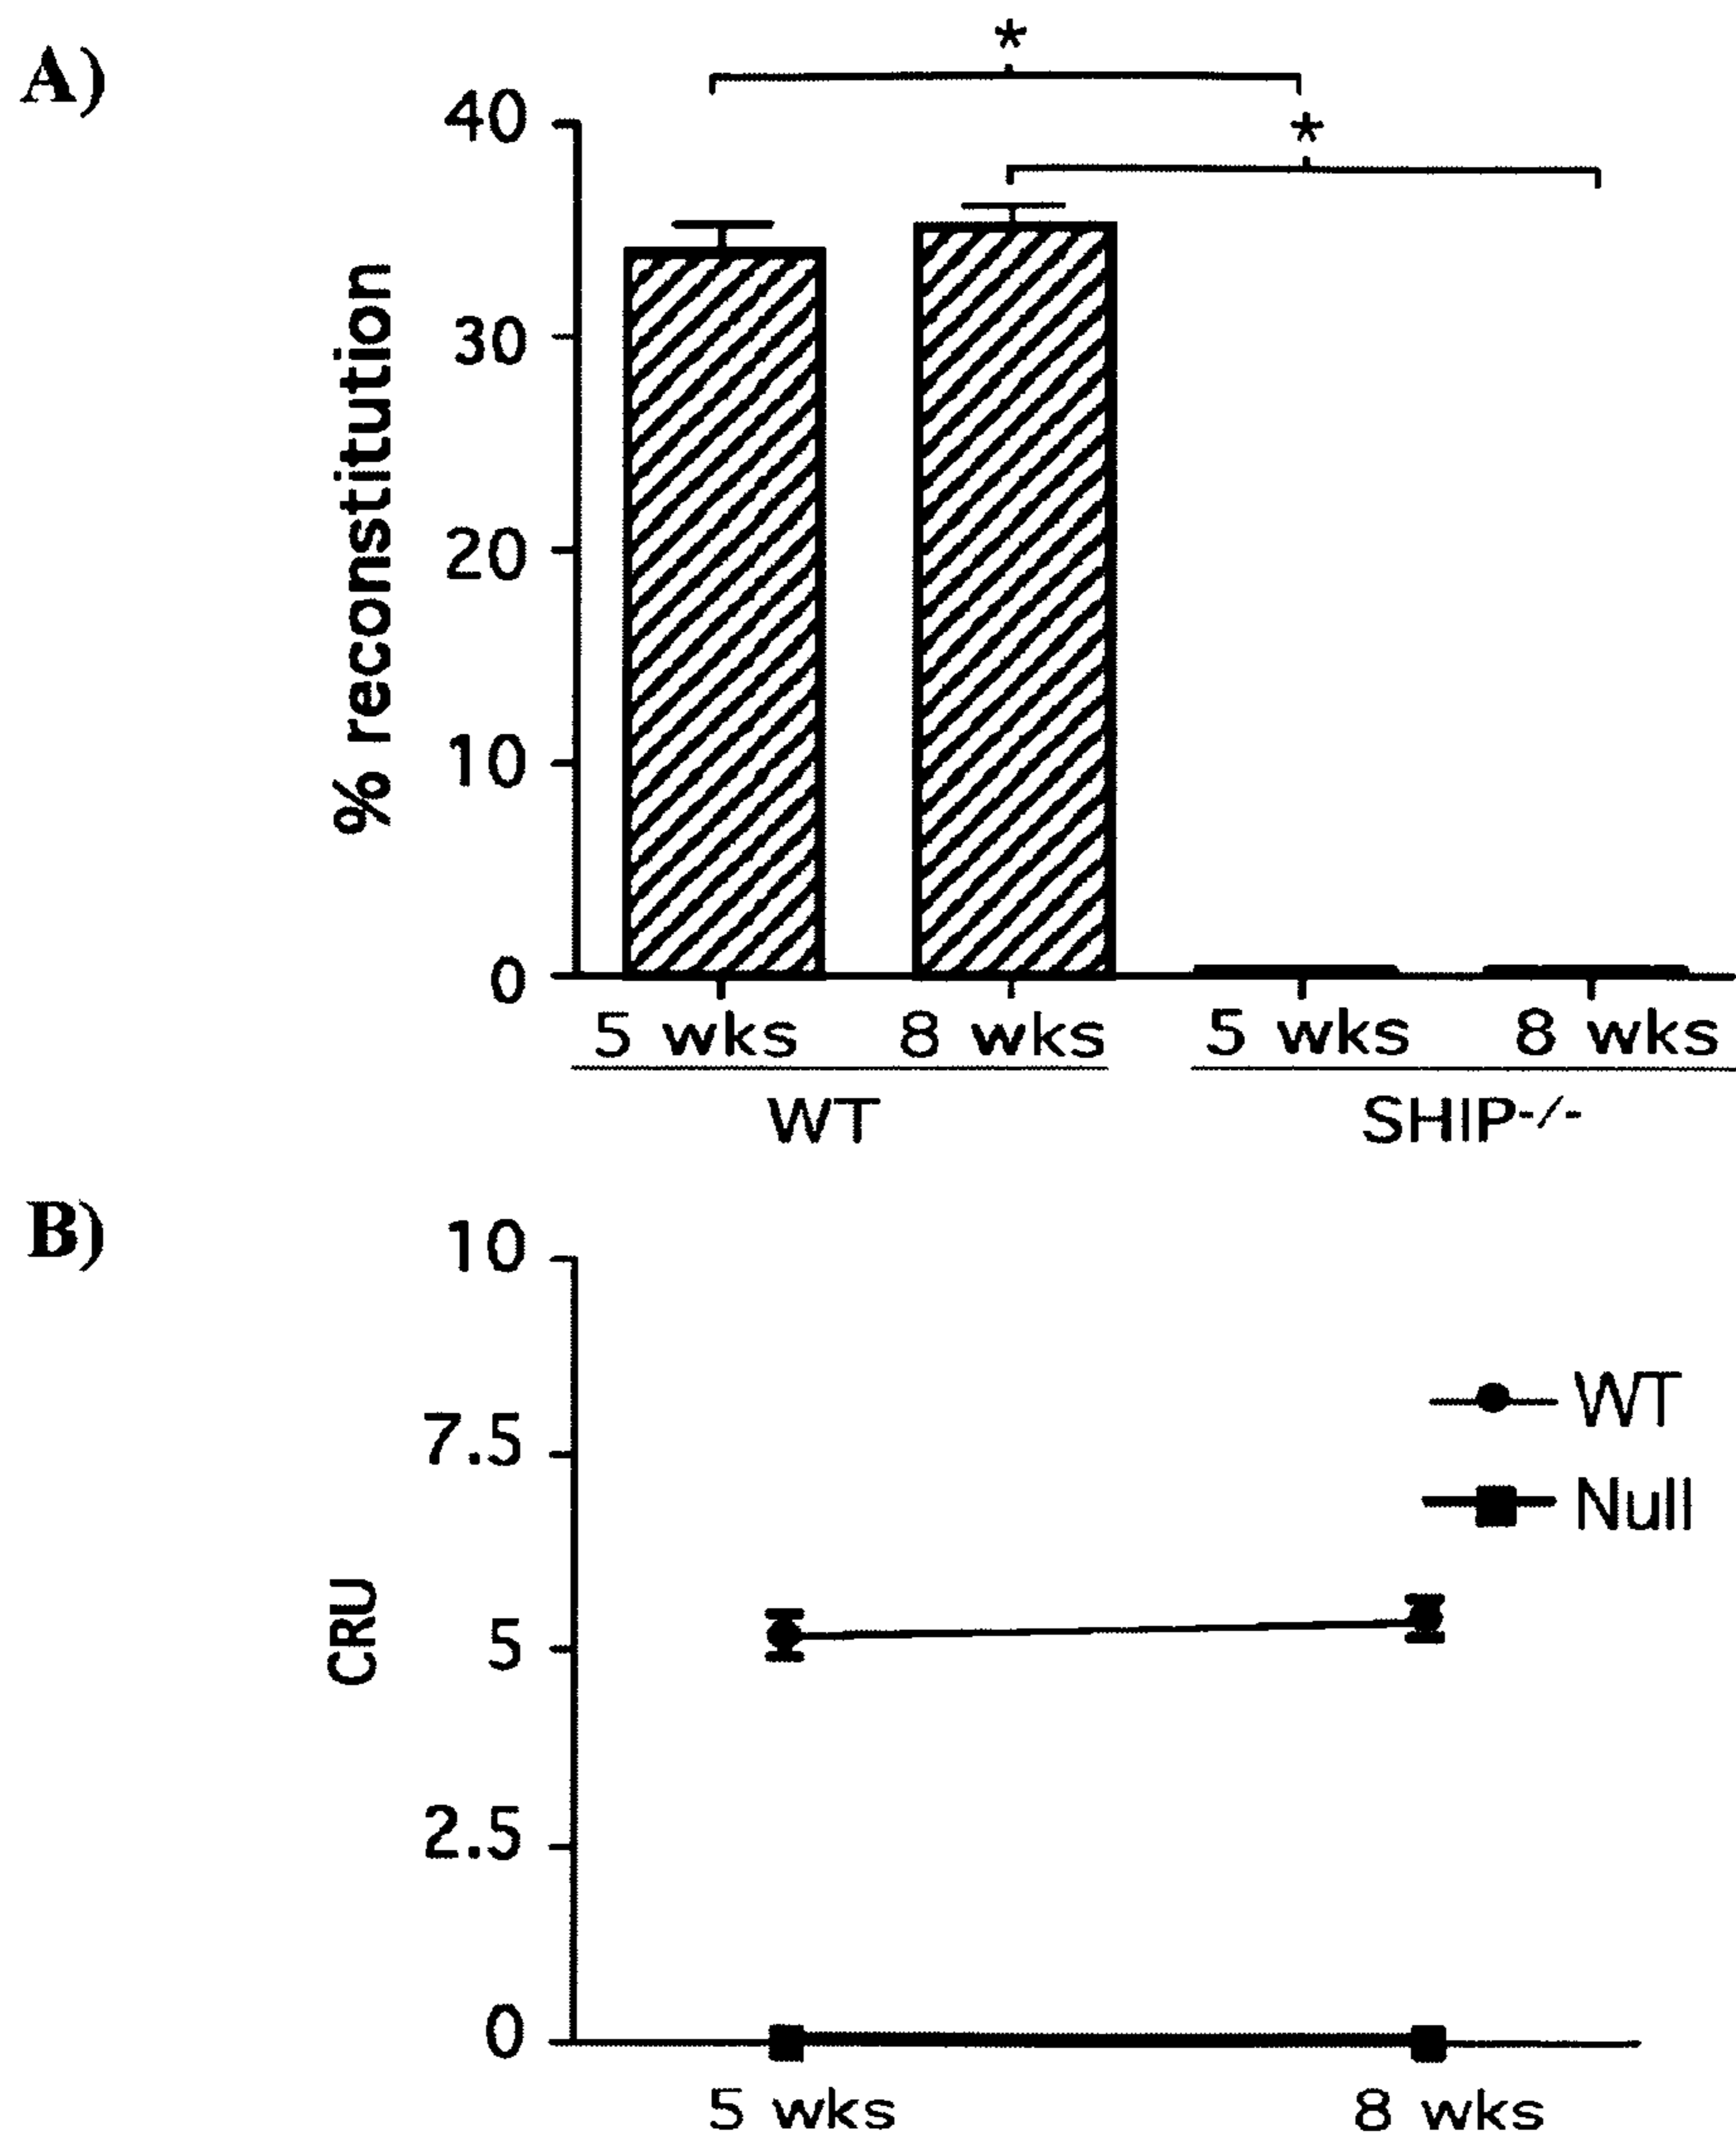 A)
*
*
40
30
20
10
0
% reconstitution
5 wks 8 wks 5 wks 8 wks
WT SHIP-/-
B)
10
7.5
5
2.5
0
CRU
WT
Null
5 wks 8 wks